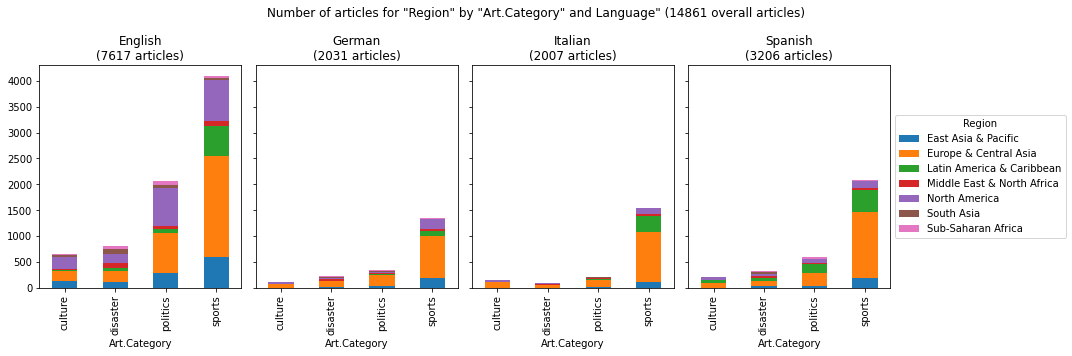 Number of articles for "Region" by "Art.Category" and Language" (14861 overall articles)
English
(7617 articles)
German
(2031 articles)
Italian
(2007 articles)
Spanish
(3206 articles)
4000
3500
3000
2500
2000
1500
1000
500
0
culture
disaster
politics
sports
Art.Category
culture
disaster
politics
sports
Art.Category
culture
disaster
politics
sports
Art.Category
culture
disaster
politics
sports
Art.Category
Region
East Asia & Pacific
Europe & Central Asia
Latin America & Caribbean
Middle East & North Africa
North America
South Asia
Sub-Saharan Africa